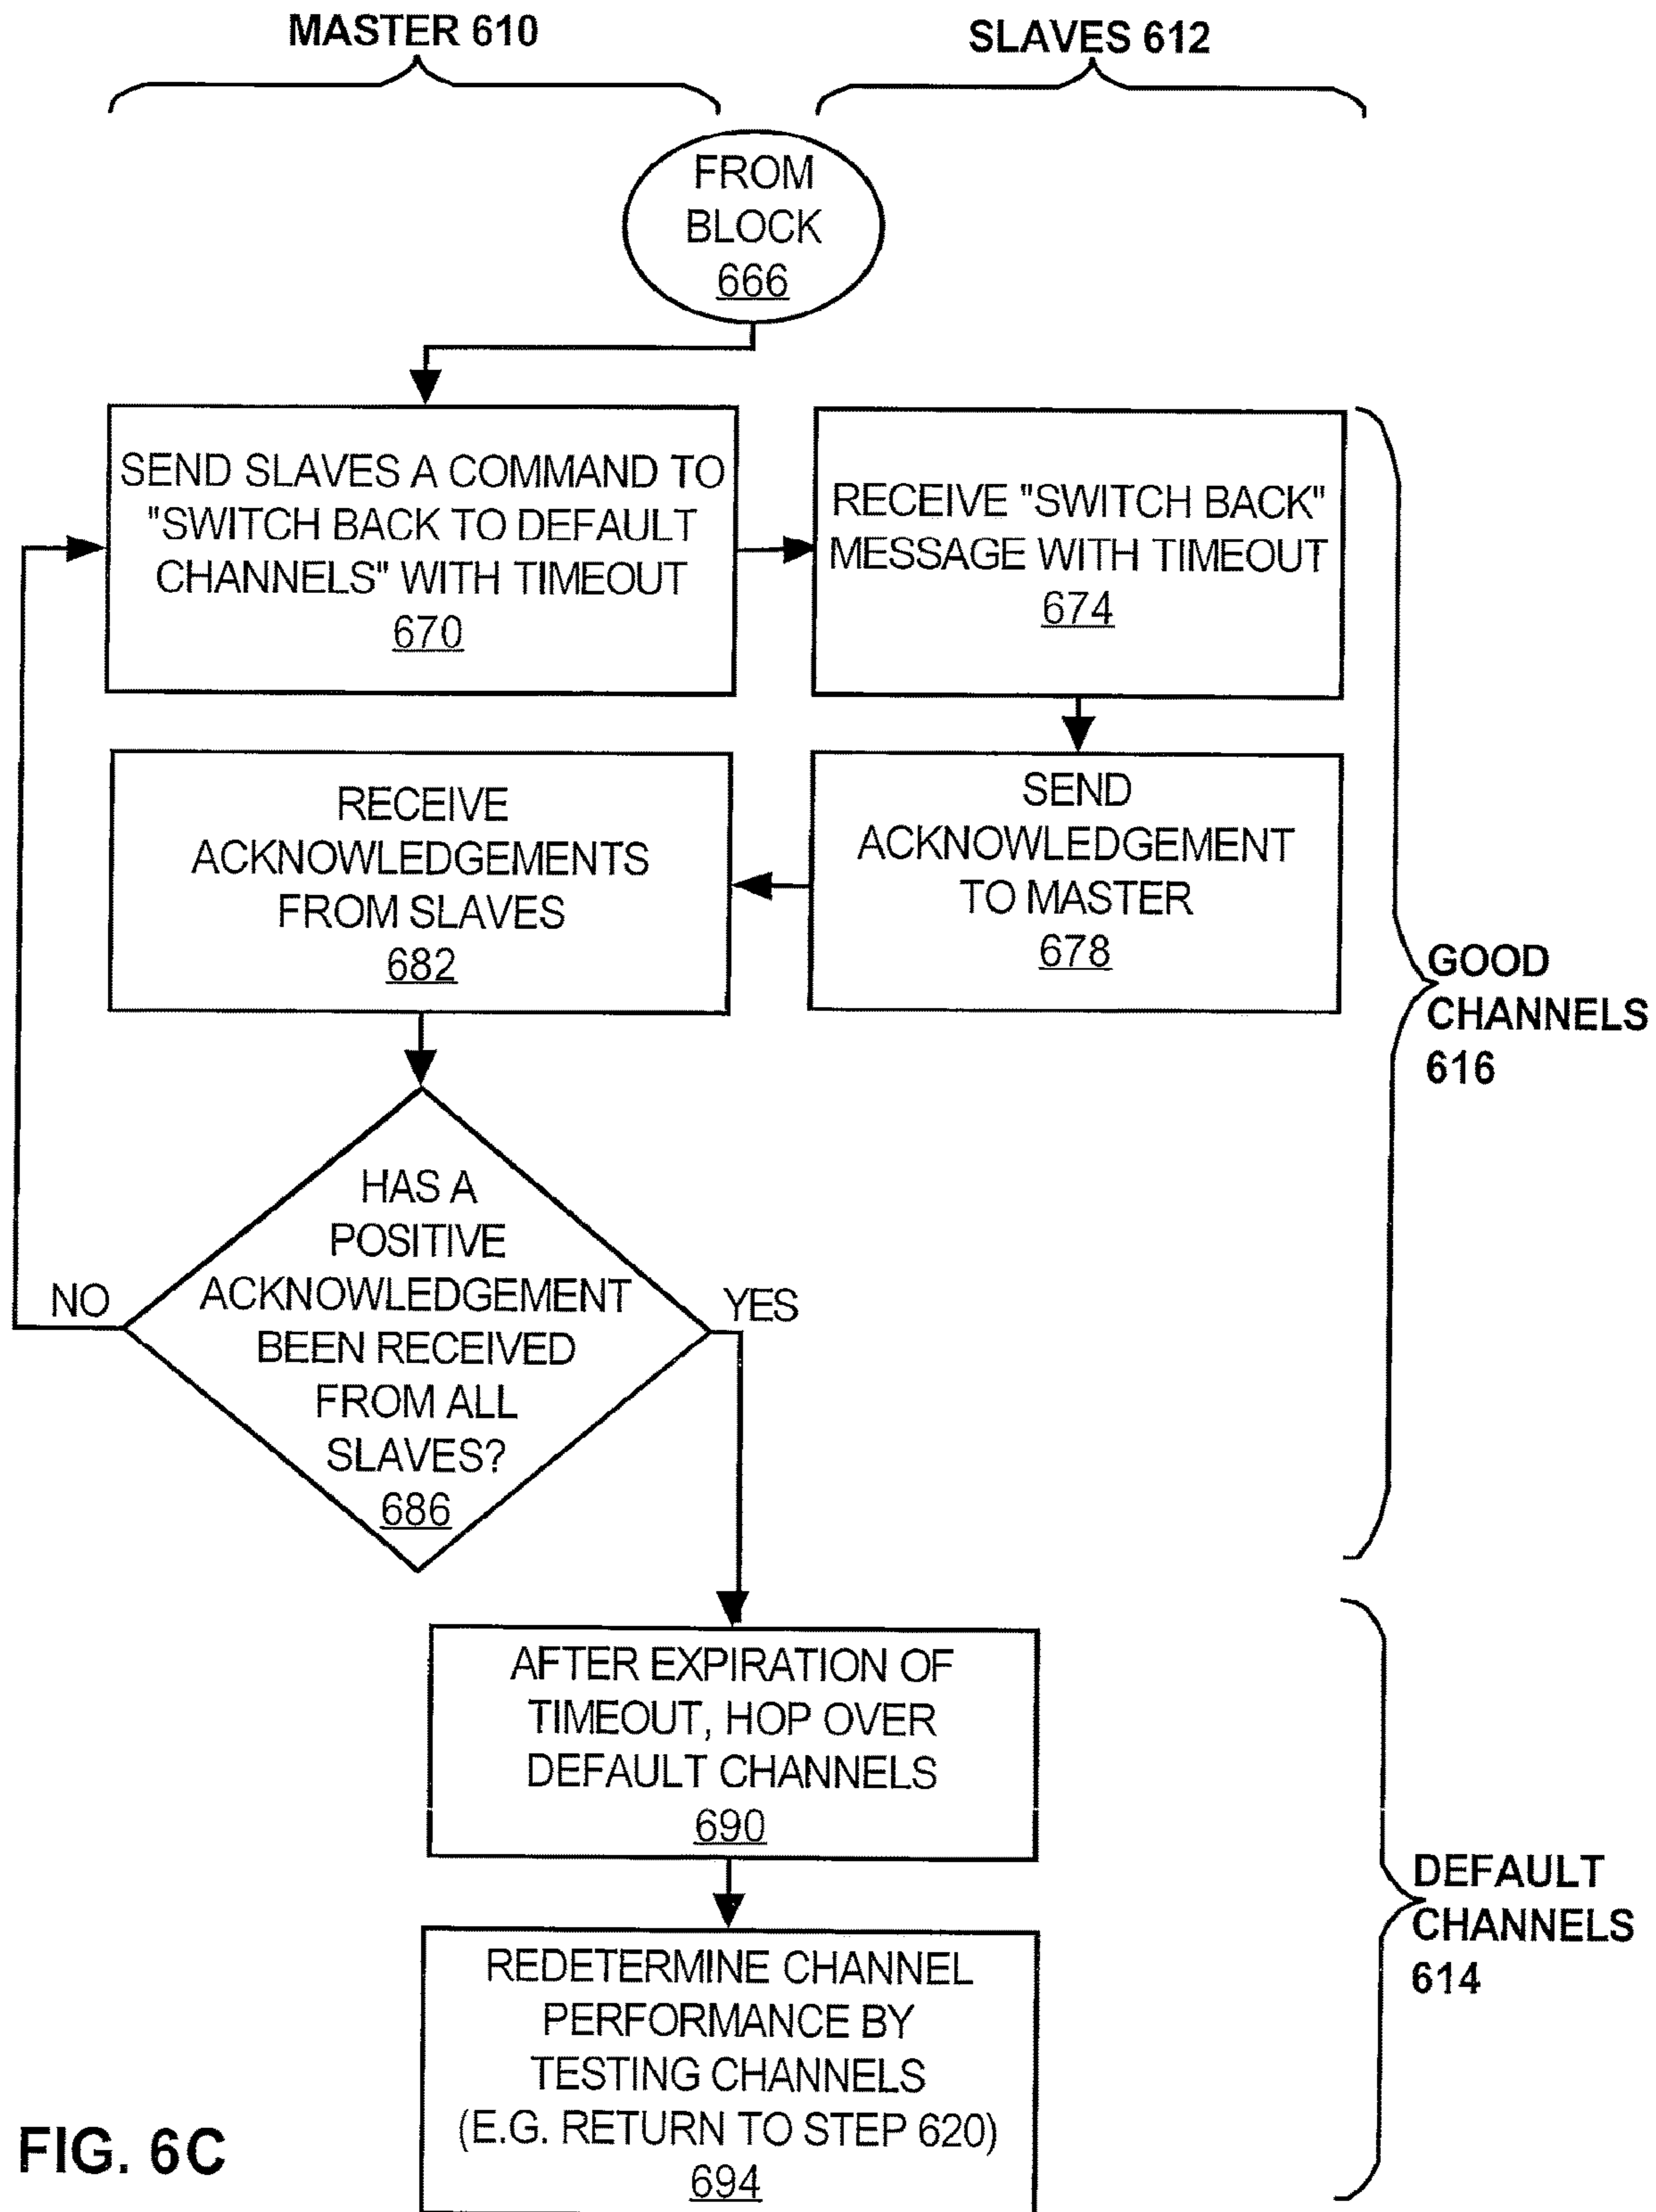 MASTER 610
SLAVES 612
FROM
BLOCK
666
SEND SLAVES A COMMAND TO
"SWITCH BACK TO DEFAULT
CHANNELS" WITH TIMEOUT
670
RECEIVE "SWITCH BACK"
MESSAGE WITH TIMEOUT
674
RECEIVE
ACKNOWLEDGEMENTS
FROM SLAVES
682
SEND
ACKNOWLEDGEMENT
TO MASTER
678
GOOD
CHANNELS
616
HAS A
POSITIVE
ACKNOWLEDGEMENT
BEEN RECEIVED
FROM ALL
SLAVES?
686
NO
YES
AFTER EXPIRATION OF
TIMEOUT, HOP OVER
DEFAULT CHANNELS
690
DEFAULT
CHANNELS
614
REDETERMINE CHANNEL
PERFORMANCE BY
TESTING CHANNELS
(E.G. RETURN TO STEP 620)
694
FIG. 6C